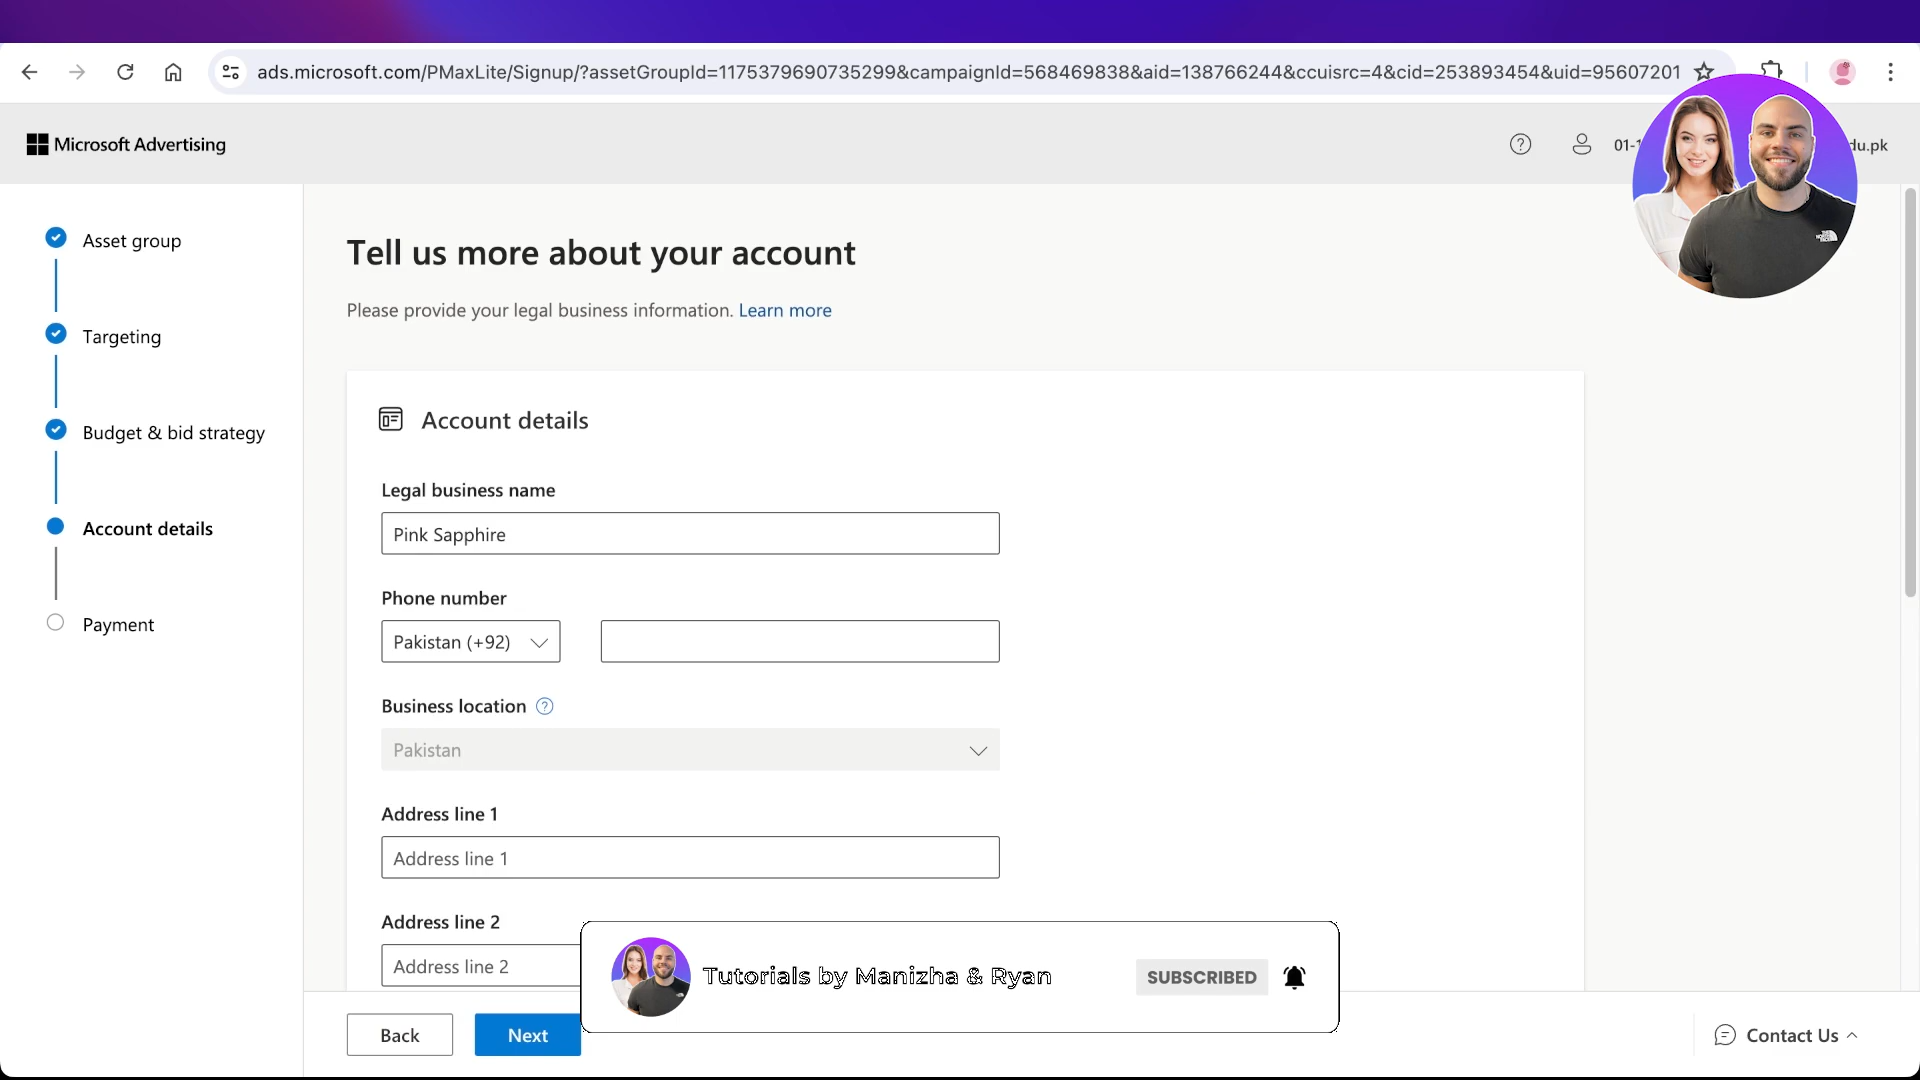 ads.microsoft.com/PMaxLite/Signup/?assetGroupId=1175379690735299&campaignId=568469838&aid=138766244&ccuisrc=4&cid=253893454&uid=95607201
Microsoft Advertising
01-1
du.pk
Asset group
Targeting
Budget & bid strategy
Account details
Payment
Tell us more about your account
Please provide your legal business information. Learn more
Account details
Legal business name
Pink Sapphire
Phone number
Pakistan (+92)
Business location
Pakistan
Address line 1
Address line 1
Address line 2
Address line 2
Tutorials by Manizha & Ryan
SUBSCRIBED
Back
Next
Contact Us